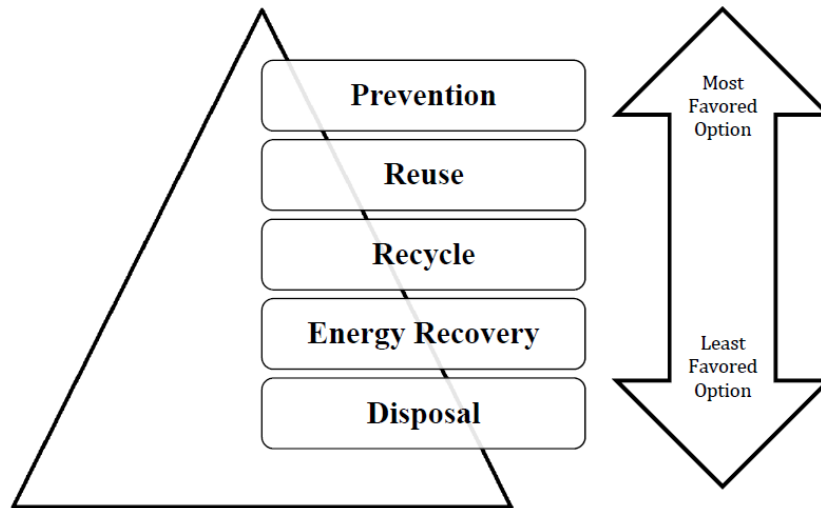 Prevention
Most
Favored
Option
Reuse
Recycle
Energy Recovery
Least
Favored
Option
Disposal